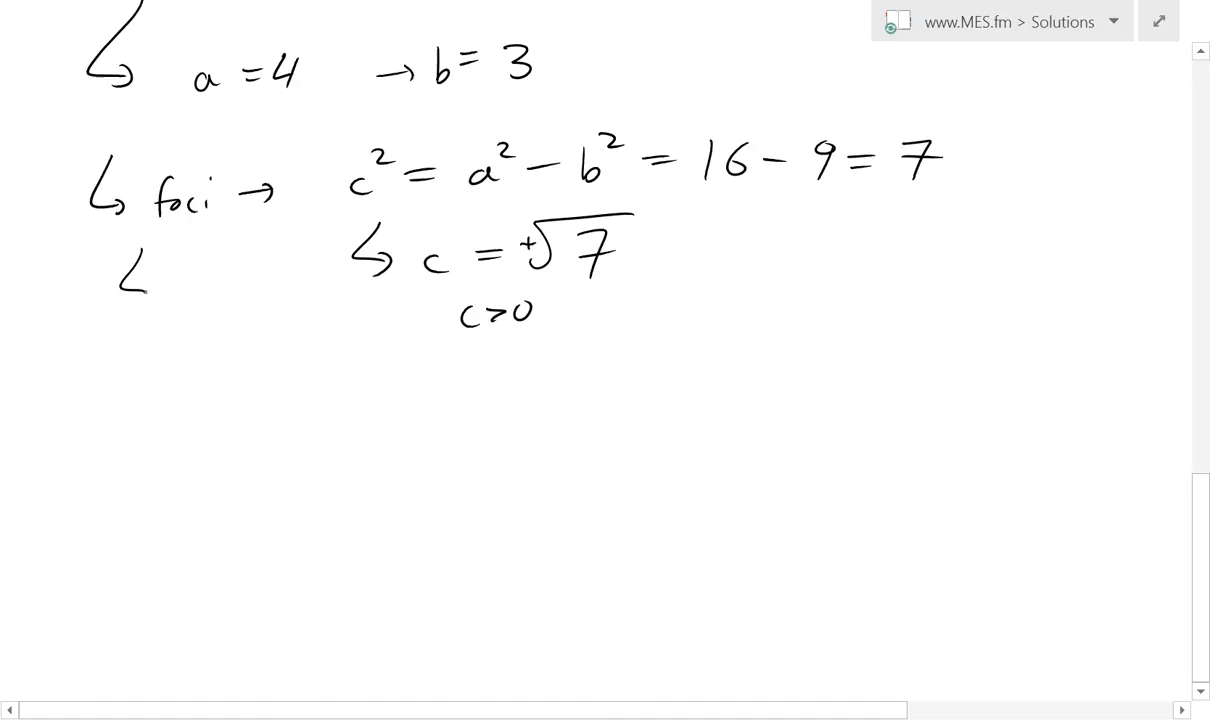 www.MES.fm > Solutions
a = 4 → b = 3
↳ foci → c² = a² − b² = 16 − 9 = 7
↳ c = +√7
c > 0